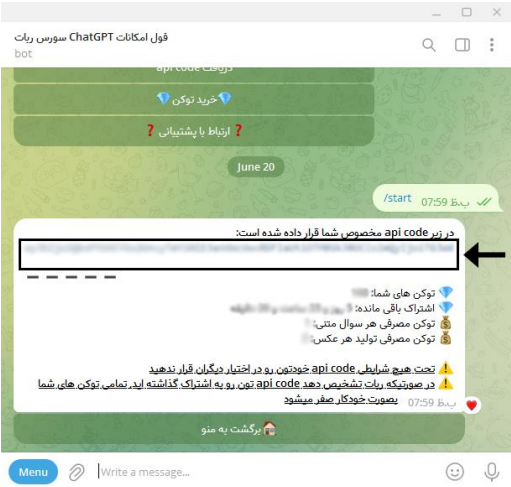 فول امکانات ChatGPT سورس ربات
bot
دریافت api code
💎خرید توکن💎
❓ارتباط با پشتیبانی❓
June 20
/start
07:59 ب.ظ
در زیر api code مخصوص شما قرار داده شده است:
💎 توکن های شما:
💎 اشتراک باقی مانده:
💰 توکن مصرفی هر سوال متنی:
💰 توکن مصرفی تولید هر عکس:
⚠️ تحت هیچ شرایطی api code خودتون رو در اختیار دیگران قرار ندهید
⚠️ در صورتیکه ربات تشخیص دهد api code تون رو به اشتراک گذاشته اید, تمامی توکن های شما
بصورت خودکار صفر میشود
07:59 ب.ظ
🏠برگشت به منو
Menu
Write a message...